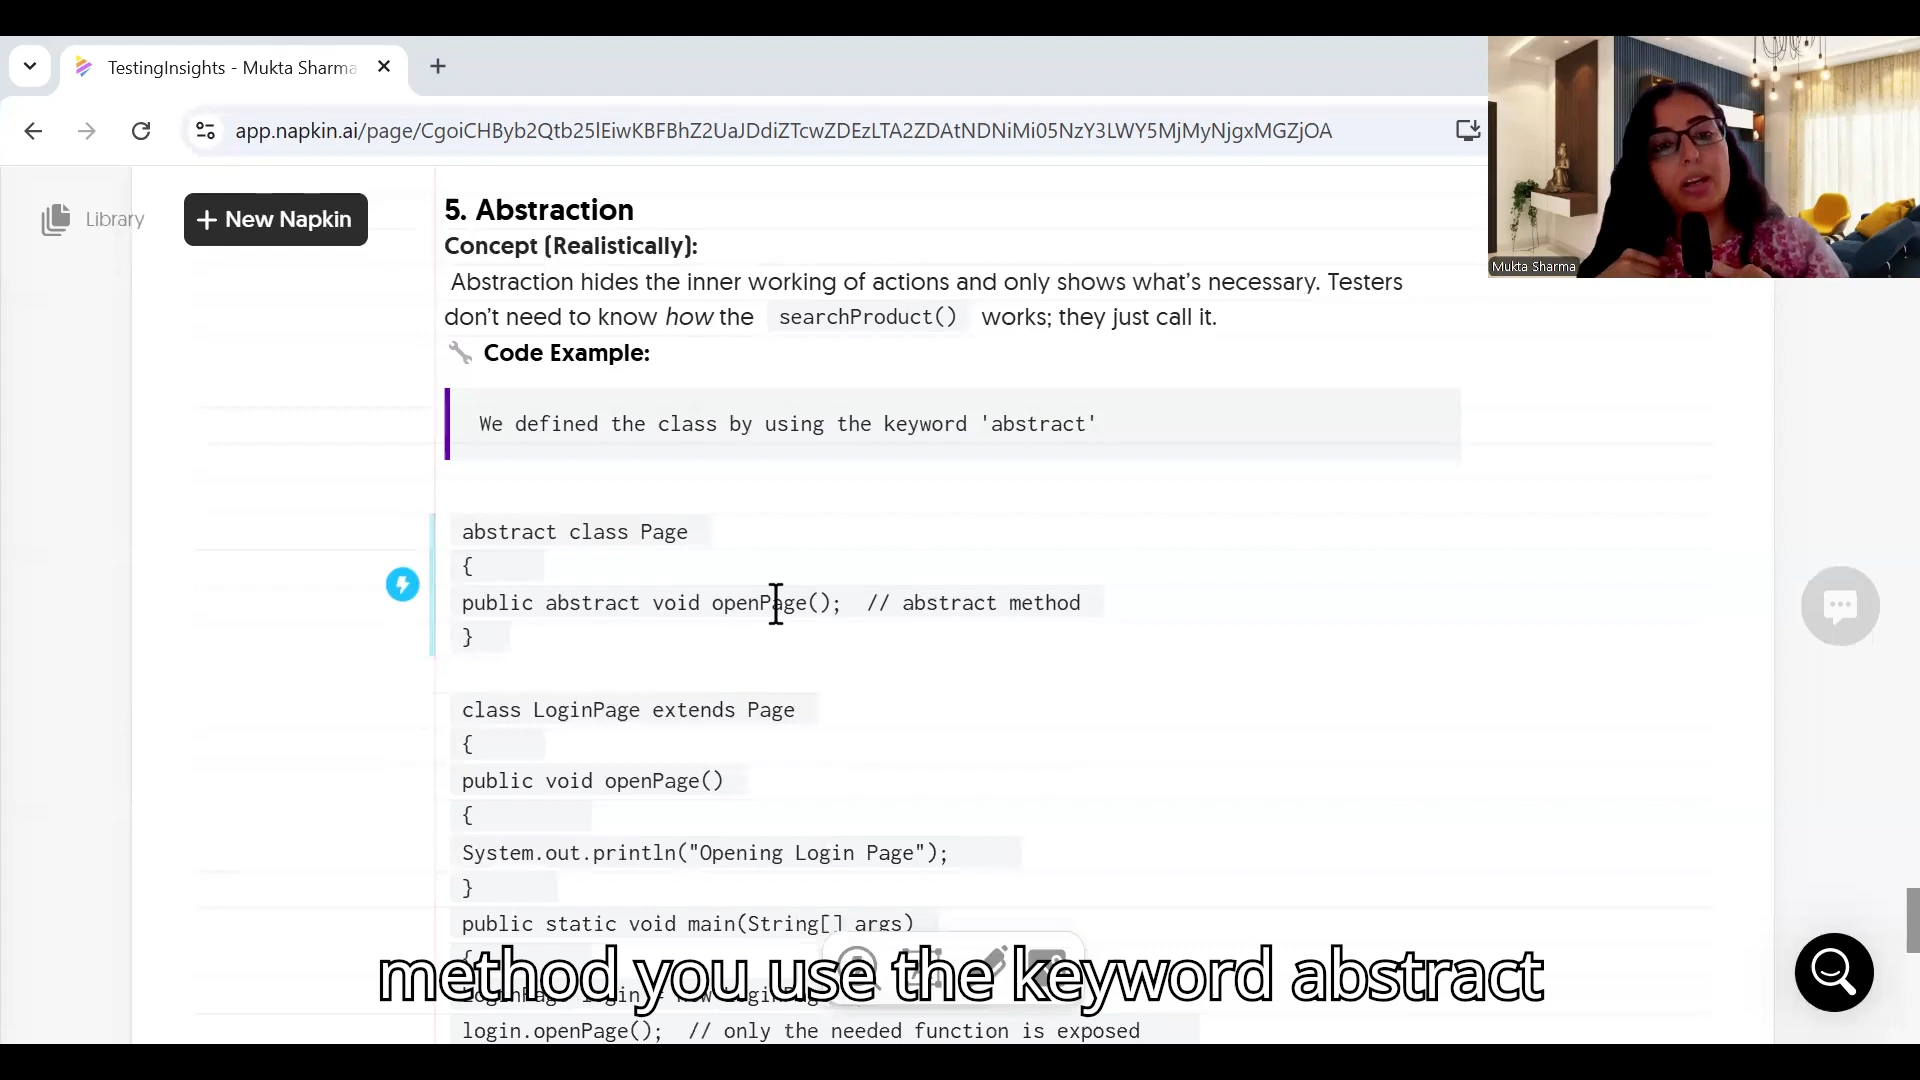 TestingInsights - Mukta Sharma
app.napkin.ai/page/CgoiCHByb2Qtb25lEiwKBFBhZ2UaJDdiZTcwZDEzLTA2ZDAtNDNiMi05NzY3LWY5MjMyNjgxMGZjOA
Mukta Sharma
Library
+ New Napkin
5. Abstraction
Concept (Realistically):
Abstraction hides the inner working of actions and only shows what’s necessary. Testers
don’t need to know how the searchProduct() works; they just call it.
Code Example:
We defined the class by using the keyword 'abstract'
abstract class Page
{
public abstract void openPage(); // abstract method
}
class LoginPage extends Page
{
public void openPage()
{
System.out.println("Opening Login Page");
}
public static void main(String[] args)
{
method you use the keyword abstract
login.openPage(); // only the needed function is exposed